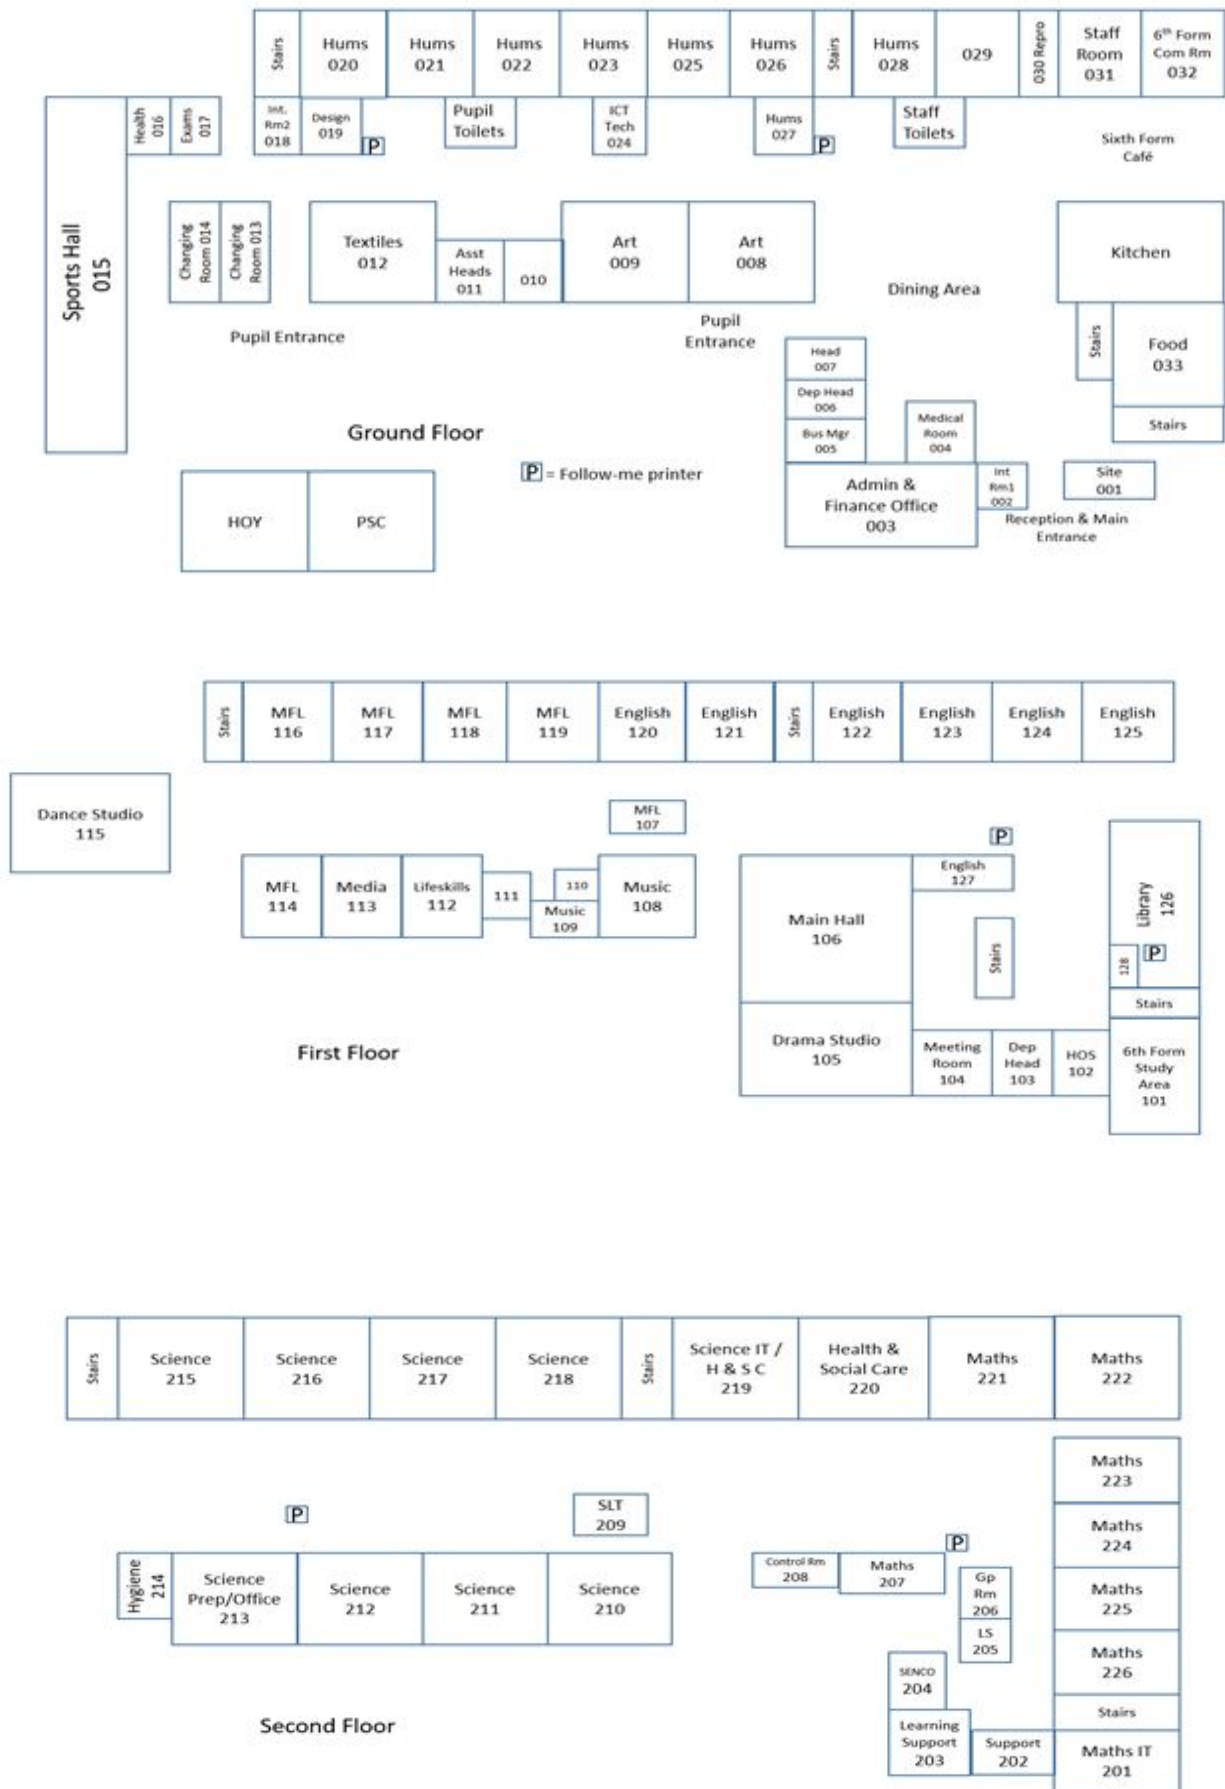 Stairs
Hums
020
Hums
021
Hums
022
Hums
023
Hums
025
Hums
026
Stairs
Hums
028
029
030 Repro
Staff
Room
031
6th Form
Com Rm
032
Health
016
Exams
017
Int.
Rm2
018
Design
019
P
Pupil
Toilets
ICT
Tech
024
Hums
027
P
Staff
Toilets
Sixth Form
Café
Sports Hall
015
Changing
Room 014
Changing
Room 013
Textiles
012
Asst
Heads
011
010
Art
009
Art
008
Dining Area
Kitchen
Pupil Entrance
Pupil
Entrance
Stairs
Food
033
Stairs
Head
007
Dep Head
006
Bus Mgr
005
Medical
Room
004
Ground Floor
P = Follow-me printer
HOY
PSC
Admin &
Finance Office
003
Int
Rm1
002
Site
001
Reception & Main
Entrance
Stairs
MFL
116
MFL
117
MFL
118
MFL
119
English
120
English
121
Stairs
English
122
English
123
English
124
English
125
Dance Studio
115
MFL
107
P
MFL
114
Media
113
Lifeskills
112
111
110
Music
109
Music
108
Main Hall
106
English
127
Stairs
Library
126
128
P
Stairs
First Floor
Drama Studio
105
Meeting
Room
104
Dep
Head
103
HOS
102
6th Form
Study
Area
101
Stairs
Science
215
Science
216
Science
217
Science
218
Stairs
Science IT /
H & S C
219
Health &
Social Care
220
Maths
221
Maths
222
Maths
223
P
SLT
209
Maths
224
P
Hygiene
214
Science
Prep/Office
213
Science
212
Science
211
Science
210
Control Rm
208
Maths
207
Gp
Rm
206
LS
205
Maths
225
Maths
226
SENCO
204
Stairs
Second Floor
Learning
Support
203
Support
202
Maths IT
201